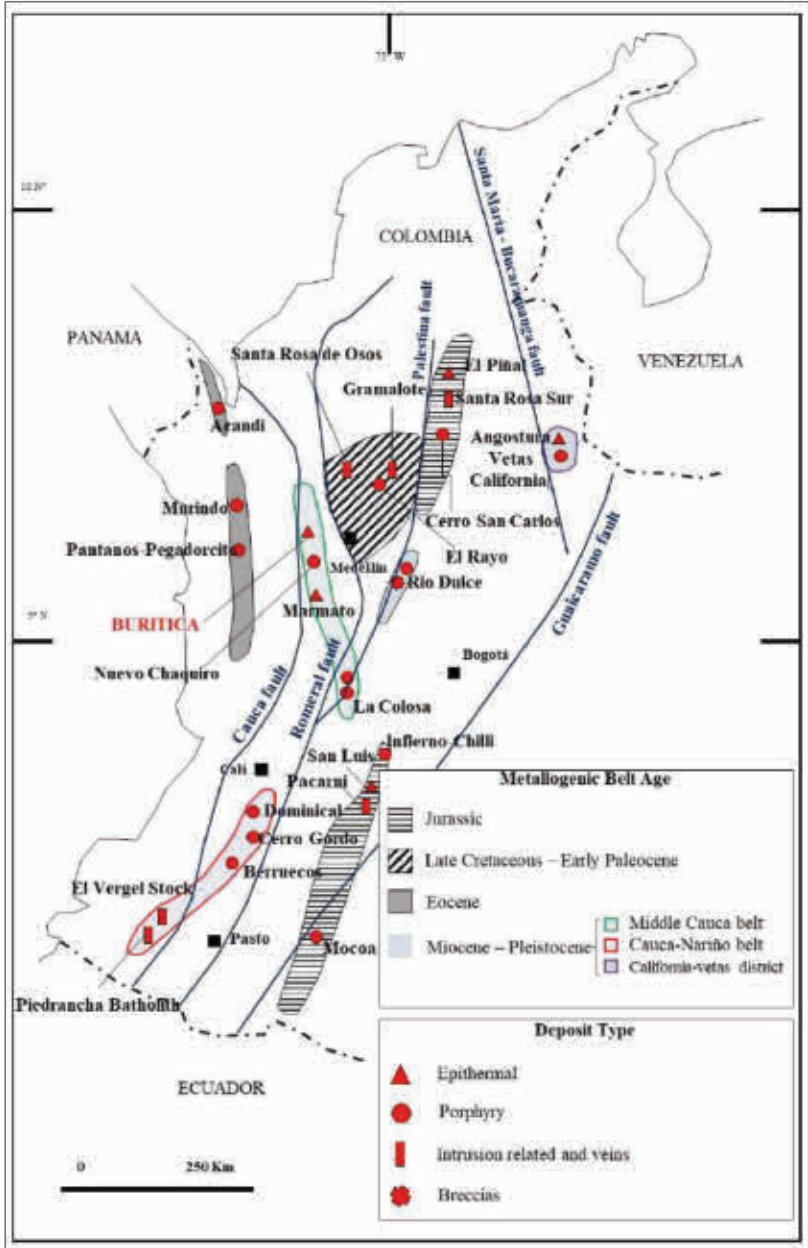 COLOMBIA
Santa Maria - Bucaramanga fault
PANAMA
Palestina fault
VENEZUELA
Santa Rosa de Osos
El Piñal
Gramalote
Santa Rosa Sur
Angostura
Vetas
California
Murindo
Cerro San Carlos
Pantanos-Pegadorcito
El Rayo
Medellin
Rio Dulce
Guaicaramo fault
BURITICA
Marmato
9° N
Nuevo Chaquiro
Bogotá
Cauca fault
Romeral fault
La Colosa
Infierno-Chilli
San Luis
Cali
Pacarni
Dominical
Cerro Gordo
Berruecos
El Vergel Stock
Pasto
Mocoa
Piedrancha Batholith
ECUADOR
0 250 Km
Metallogenic Belt Age
Jurassic
Late Cretaceous – Early Paleocene
Eocene
Miocene – Pleistocene
Middle Cauca belt
Cauca-Nariño belt
California-vetas district
Deposit Type
Epithermal
Porphyry
Intrusion related and veins
Breccias